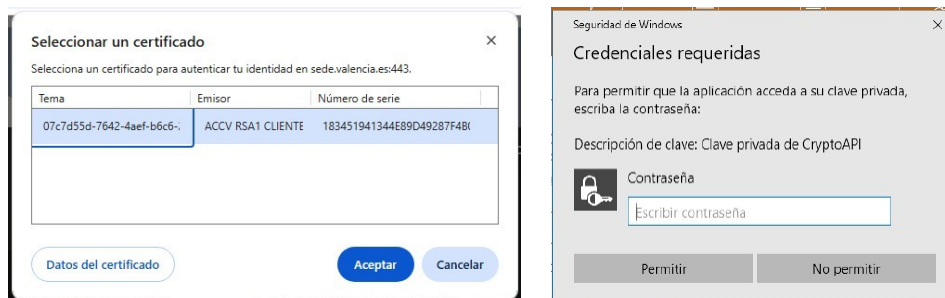 Seleccionar un certificado
Selecciona un certificado para autenticar tu identidad en sede.valencia.es:443.
Tema Emisor Número de serie
07c7d55d-7642-4aef-b6c6-: ACCV RSA1 CLIENTE 183451941344E89D49287F4B(
Datos del certificado Aceptar Cancelar
Seguridad de Windows
Credenciales requeridas
Para permitir que la aplicación acceda a su clave privada,
escriba la contraseña:
Descripción de clave: Clave privada de CryptoAPI
Contraseña
Escribir contraseña
Permitir No permitir